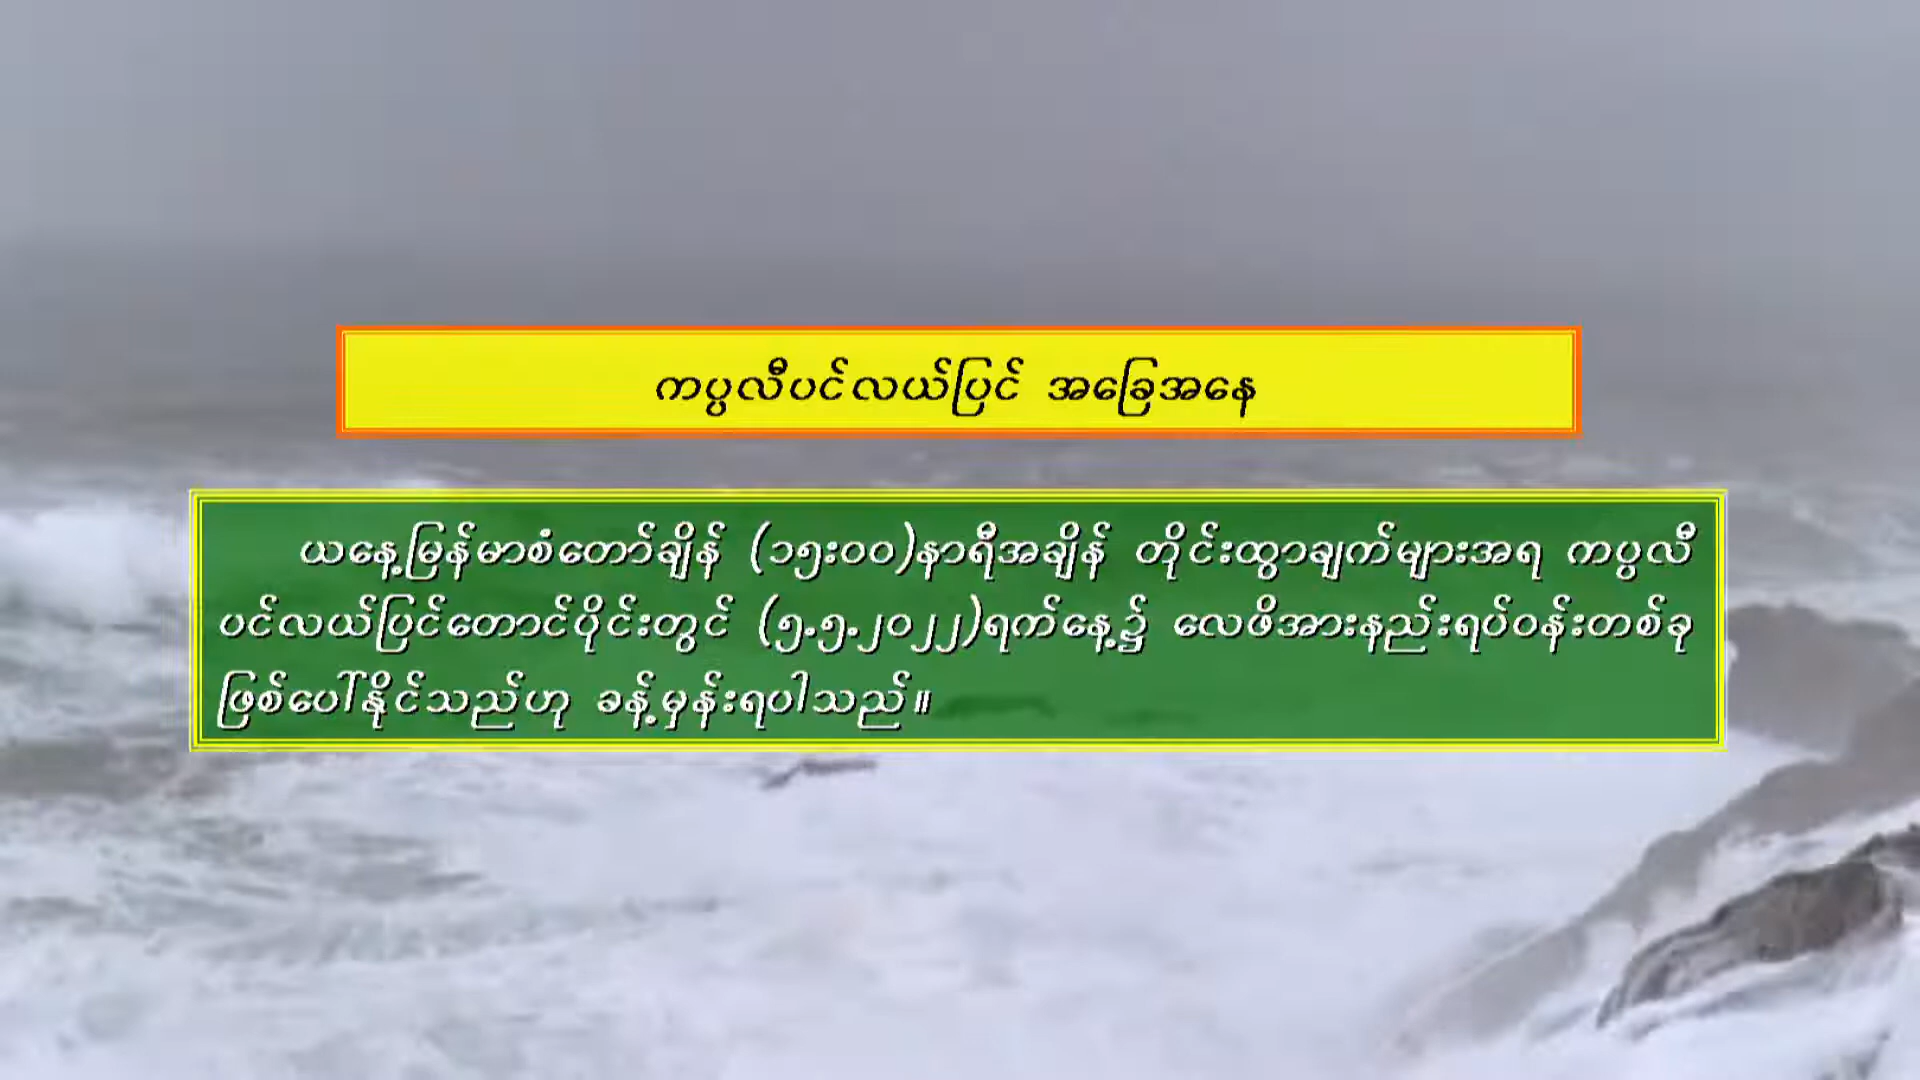 ကပ္ပလီပင်လယ်ပြင် အခြေအနေ
ယနေ့မြန်မာစံတော်ချိန် (၁၅း၀၀)နာရီအချိန် တိုင်းထွာချက်များအရ ကပ္ပလီ
ပင်လယ်ပြင်တောင်ပိုင်းတွင် (၅.၅.၂၀၂၂)ရက်နေ့၌ လေဖိအားနည်းရပ်ဝန်းတစ်ခု
ဖြစ်ပေါ်နိုင်သည်ဟု ခန့်မှန်းရပါသည်။